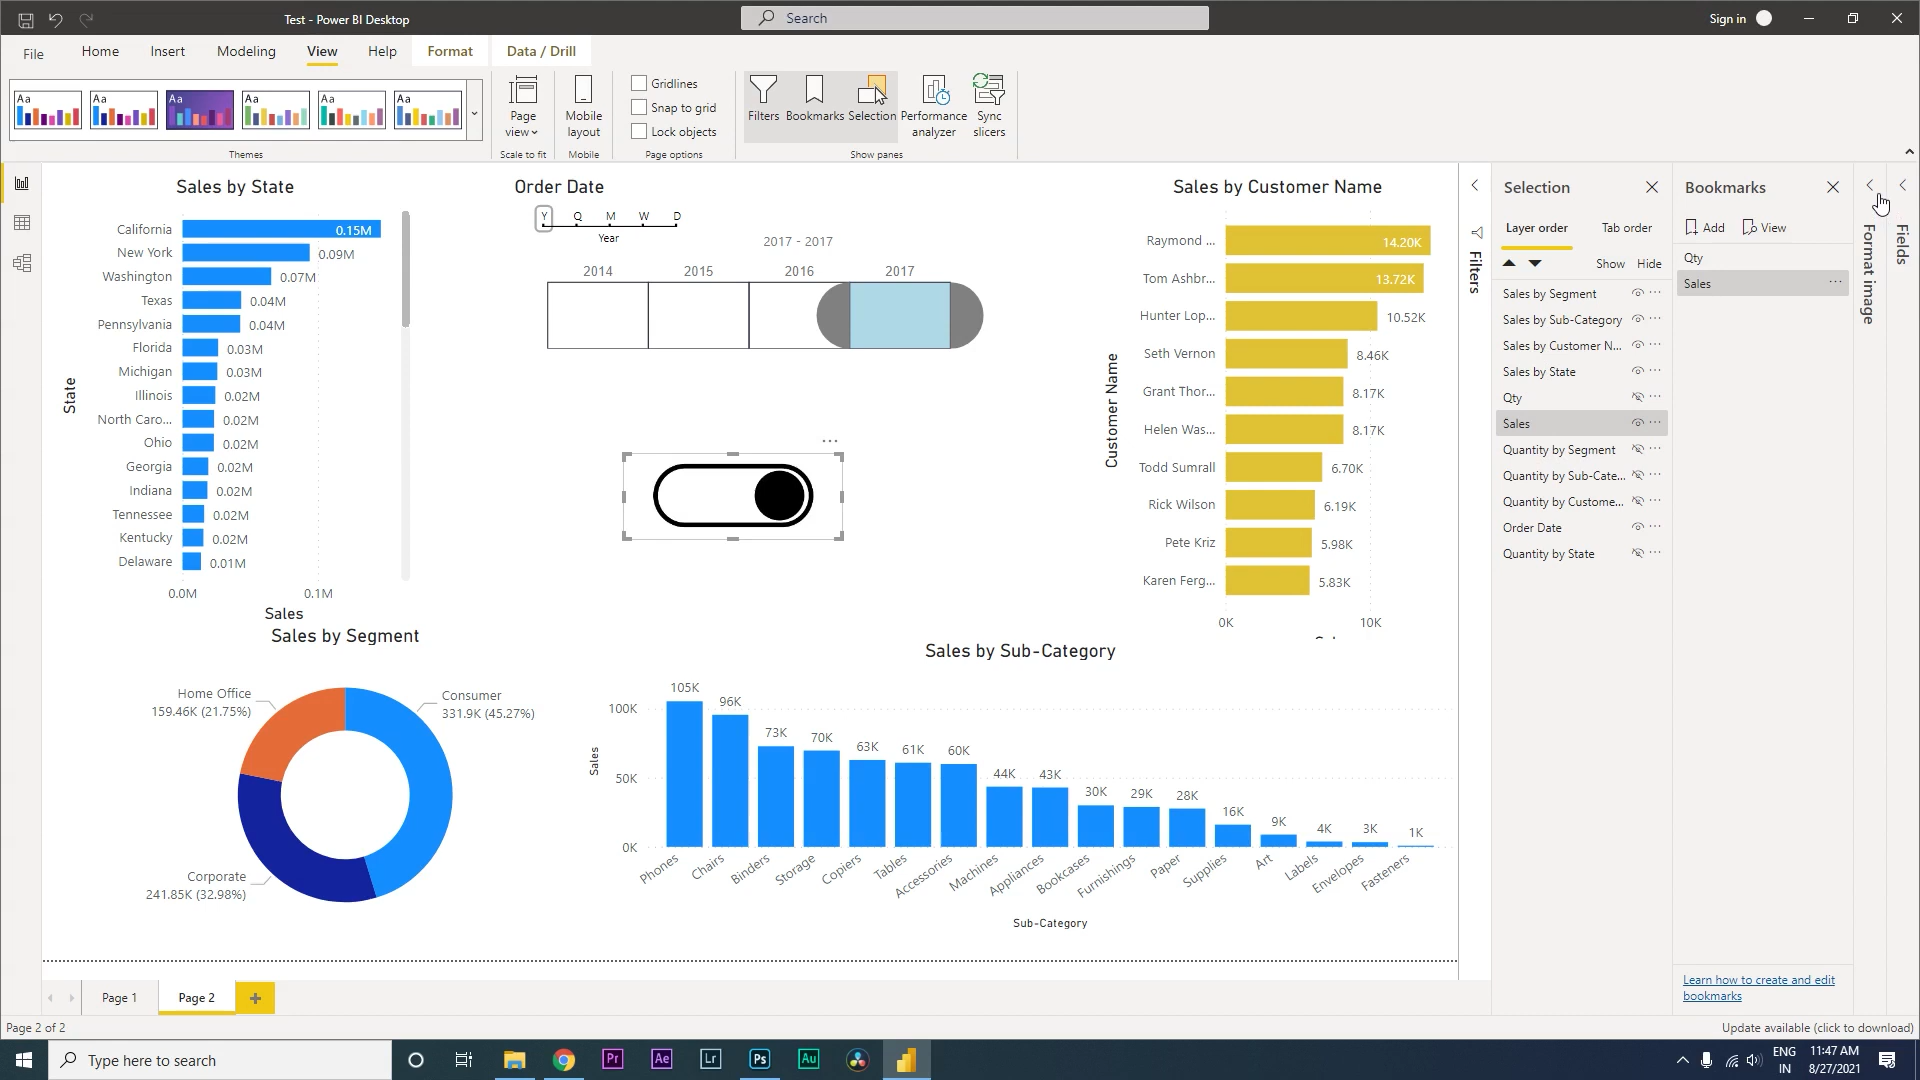 Test - Power BI Desktop
Search
Sign in
File
Home
Insert
Modeling
View
Help
Format
Data / Drill
Aa
Aa
Aa
Aa
Aa
Aa
Themes
Page view
Scale to fit
Mobile layout
Mobile
Gridlines
Snap to grid
Lock objects
Page options
Filters
Bookmarks
Selection
Performance analyzer
Sync slicers
Show panes
Sales by State
State
California 0.15M
New York 0.09M
Washington 0.07M
Texas 0.04M
Pennsylvania 0.04M
Florida 0.03M
Michigan 0.03M
Illinois 0.02M
North Caro... 0.02M
Ohio 0.02M
Georgia 0.02M
Indiana 0.02M
Tennessee 0.02M
Kentucky 0.02M
Delaware 0.01M
0.0M 0.1M
Sales
Order Date
Y Q M W D
Year
2017 - 2017
2014 2015 2016 2017
Sales by Customer Name
Customer Name
Raymond ... 14.20K
Tom Ashbr... 13.72K
Hunter Lop... 10.52K
Seth Vernon 8.46K
Grant Thor... 8.17K
Helen Was... 8.17K
Todd Sumrall 6.70K
Rick Wilson 6.19K
Pete Kriz 5.98K
Karen Ferg... 5.83K
0K 10K
Sales by Segment
Home Office
159.46K (21.75%)
Consumer
331.9K (45.27%)
Corporate
241.85K (32.98%)
Sales by Sub-Category
Sales
100K
50K
0K
105K 96K 73K 70K 63K 61K 60K 44K 43K 30K 29K 28K 16K 9K 4K 3K 1K
Phones Chairs Binders Storage Copiers Tables Accessories Machines Appliances Bookcases Furnishings Paper Supplies Art Labels Envelopes Fasteners
Sub-Category
Filters
Selection
Layer order
Tab order
Show
Hide
Sales by Segment
Sales by Sub-Category
Sales by Customer N...
Sales by State
Qty
Sales
Quantity by Segment
Quantity by Sub-Cate...
Quantity by Custome...
Order Date
Quantity by State
Bookmarks
Add
View
Qty
Sales
Learn how to create and edit
bookmarks
Format image
Fields
Page 1
Page 2
Page 2 of 2
Update available (click to download)
Type here to search
Pr
Ae
Lr
Ps
Au
ENG
IN
11:47 AM
8/27/2021